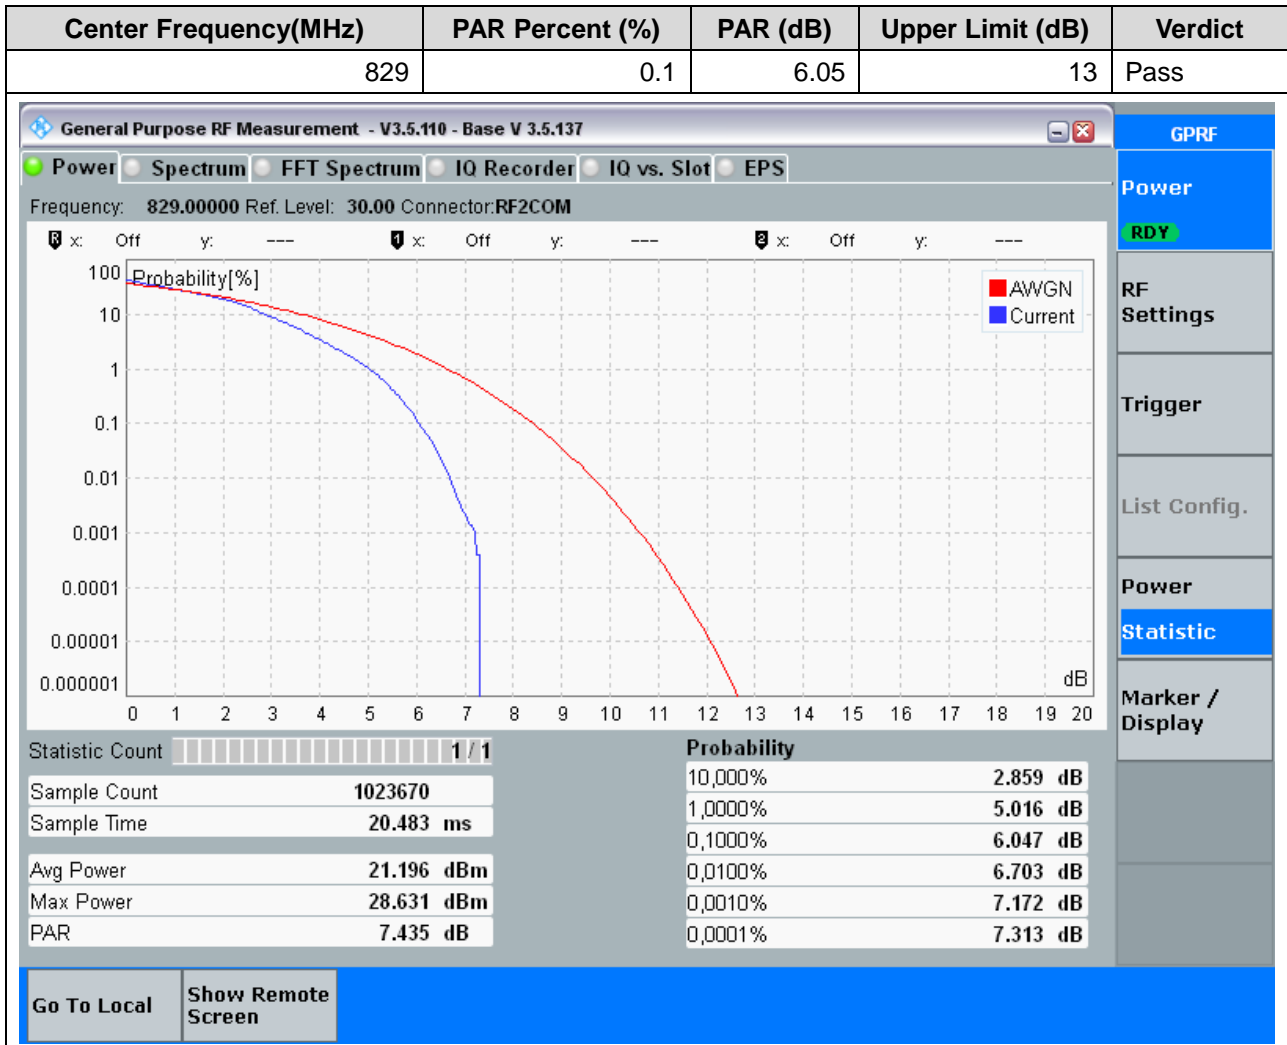 Center Frequency(MHz) PAR Percent (%) PAR (dB) Upper Limit (dB) Verdict
829 0.1 6.05 13 Pass
General Purpose RF Measurement - V3.5.110 - Base V 3.5.137
GPRF
Power Spectrum FFT Spectrum IQ Recorder IQ vs. Slot EPS
Power
RDY
Frequency: 829.00000 Ref. Level: 30.00 Connector:RF2COM
R x: Off y: --- 1 x: Off y: --- 2 x: Off y: ---
100 Probability[%]
AWGN
Current
10
1
0.1
0.01
0.001
0.0001
0.00001
0.000001
dB
0 1 2 3 4 5 6 7 8 9 10 11 12 13 14 15 16 17 18 19 20
RF
Settings
Trigger
List Config.
Power
Statistic
Marker /
Display
Statistic Count 1 / 1
Sample Count 1023670
Sample Time 20.483 ms
Avg Power 21.196 dBm
Max Power 28.631 dBm
PAR 7.435 dB
Probability
10,000% 2.859 dB
1,0000% 5.016 dB
0,1000% 6.047 dB
0,0100% 6.703 dB
0,0010% 7.172 dB
0,0001% 7.313 dB
Go To Local
Show Remote
Screen